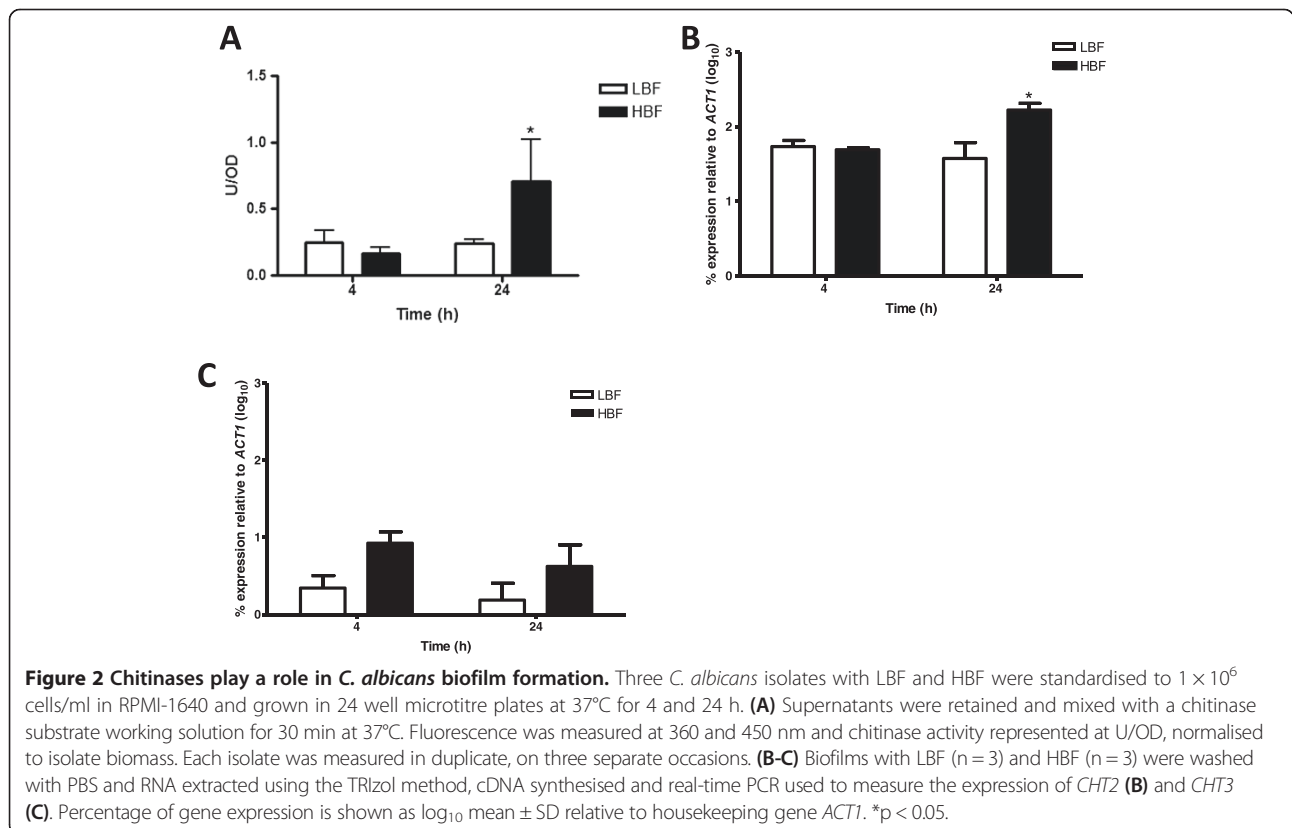 A
U/OD
1.5
1.0
0.5
0.0
*
LBF
HBF
4
24
Time (h)
B
% expression relative to ACT1 (log10)
3
2
1
0
*
LBF
HBF
4
24
Time (h)
C
% expression relative to ACT1 (log10)
3
2
1
0
LBF
HBF
4
24
Time (h)
Figure 2 Chitinases play a role in C. albicans biofilm formation. Three C. albicans isolates with LBF and HBF were standardised to 1 × 10⁶
cells/ml in RPMI-1640 and grown in 24 well microtitre plates at 37°C for 4 and 24 h. (A) Supernatants were retained and mixed with a chitinase
substrate working solution for 30 min at 37°C. Fluorescence was measured at 360 and 450 nm and chitinase activity represented at U/OD, normalised
to isolate biomass. Each isolate was measured in duplicate, on three separate occasions. (B-C) Biofilms with LBF (n = 3) and HBF (n = 3) were washed
with PBS and RNA extracted using the TRIzol method, cDNA synthesised and real-time PCR used to measure the expression of CHT2 (B) and CHT3
(C). Percentage of gene expression is shown as log₁₀ mean ± SD relative to housekeeping gene ACT1. *p < 0.05.